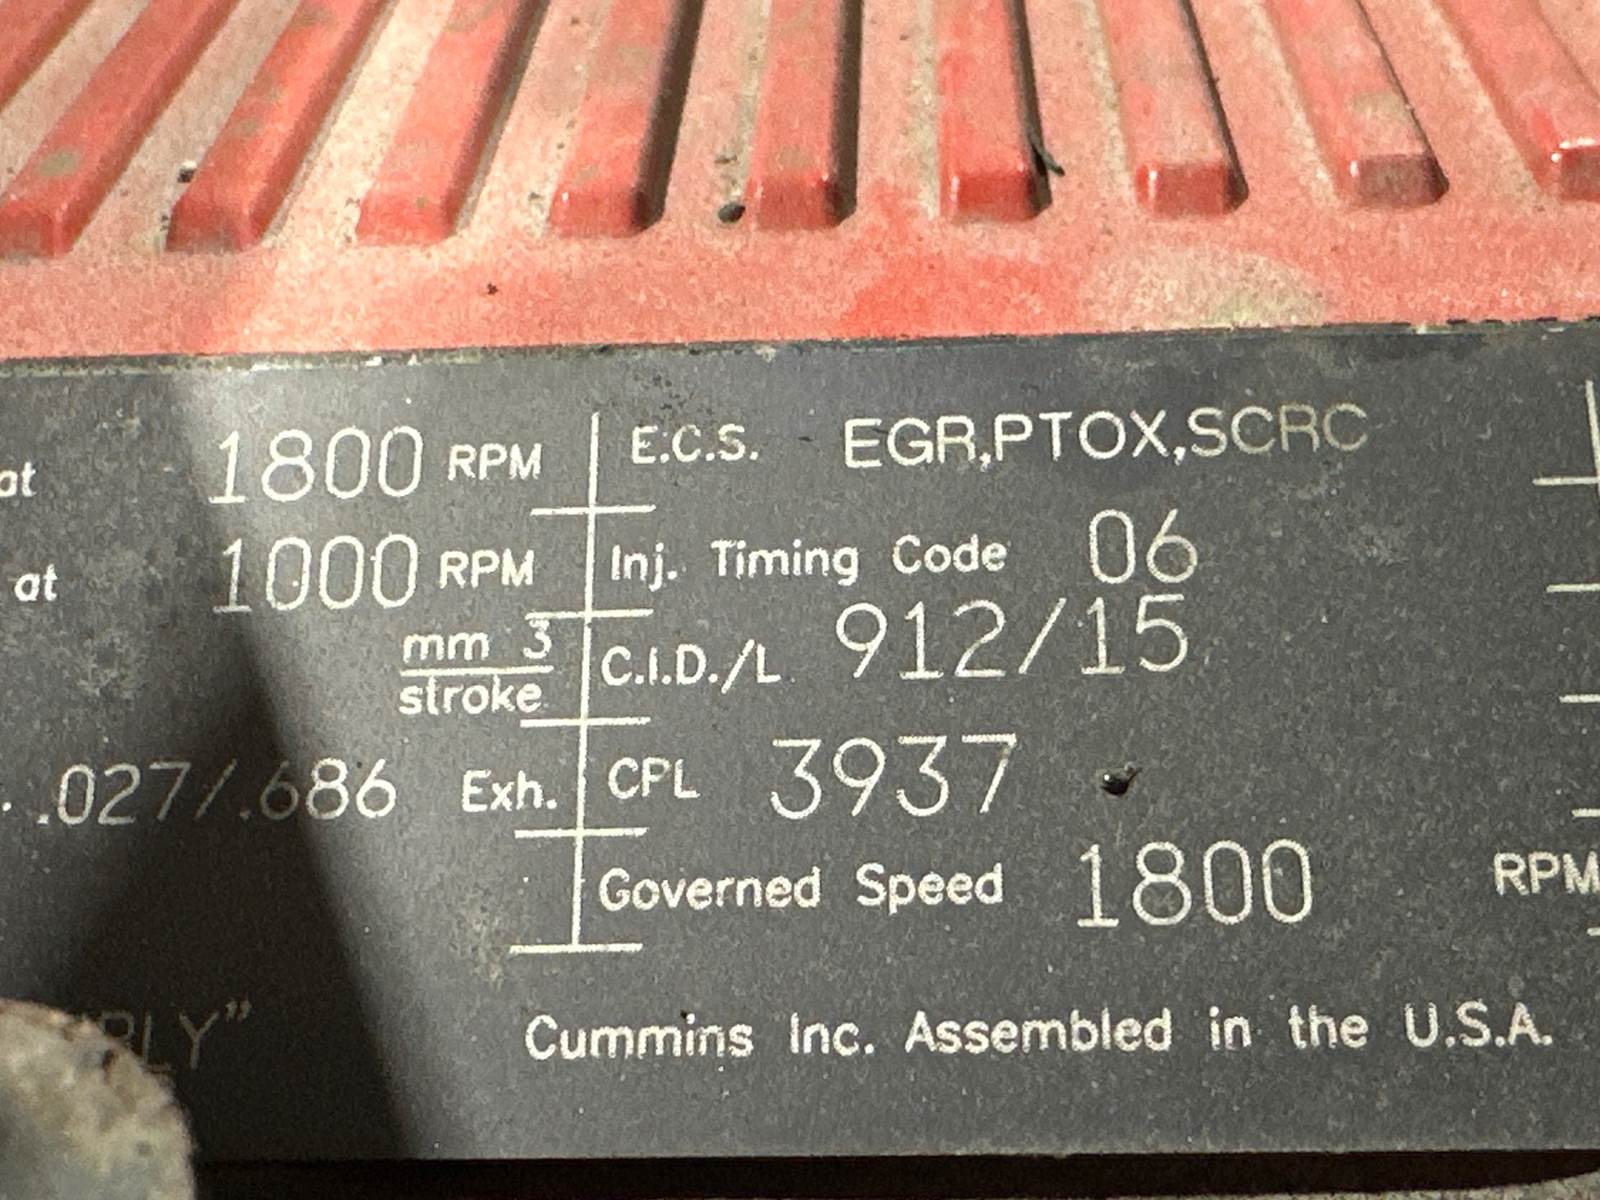 at 1800 RPM
E.C.S. EGR,PTOX,SCRC
at 1000 RPM
Inj. Timing Code 06
mm 3
stroke
C.I.D./L 912/15
.027/.686 Exh.
CPL 3937
Governed Speed 1800 RPM
Cummins Inc. Assembled in the U.S.A.